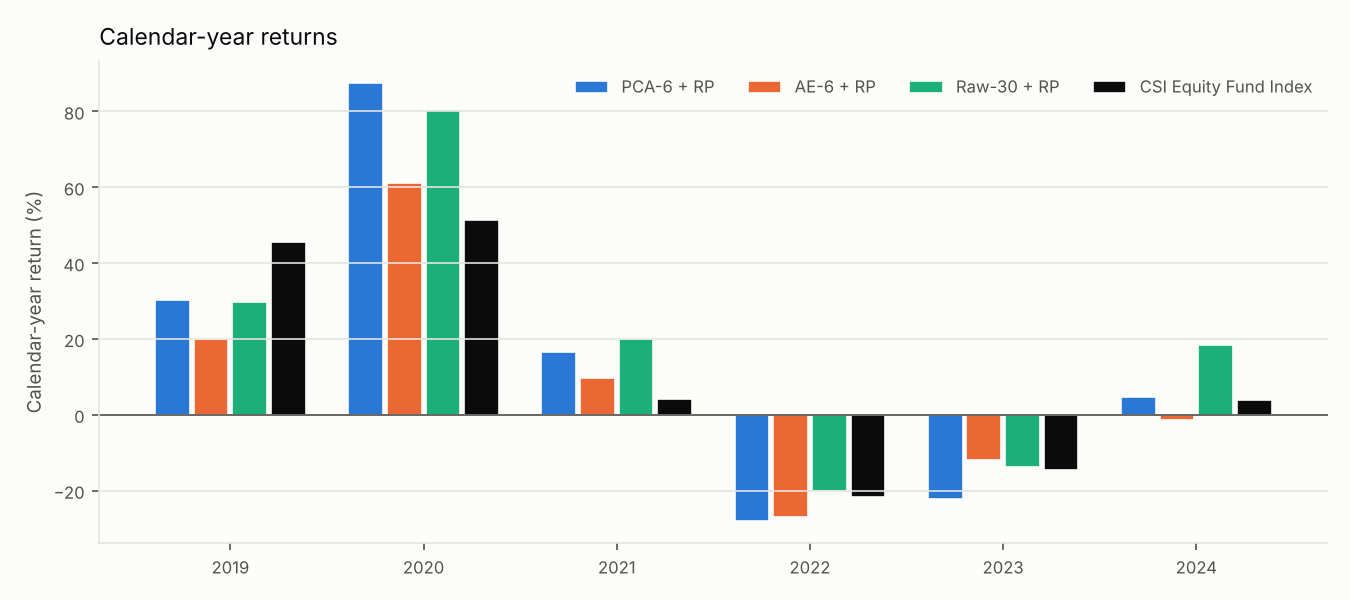 Calendar-year returns
PCA-6 + RP
AE-6 + RP
Raw-30 + RP
CSI Equity Fund Index
Calendar-year return (%)
80
60
40
20
0
−20
2019
2020
2021
2022
2023
2024